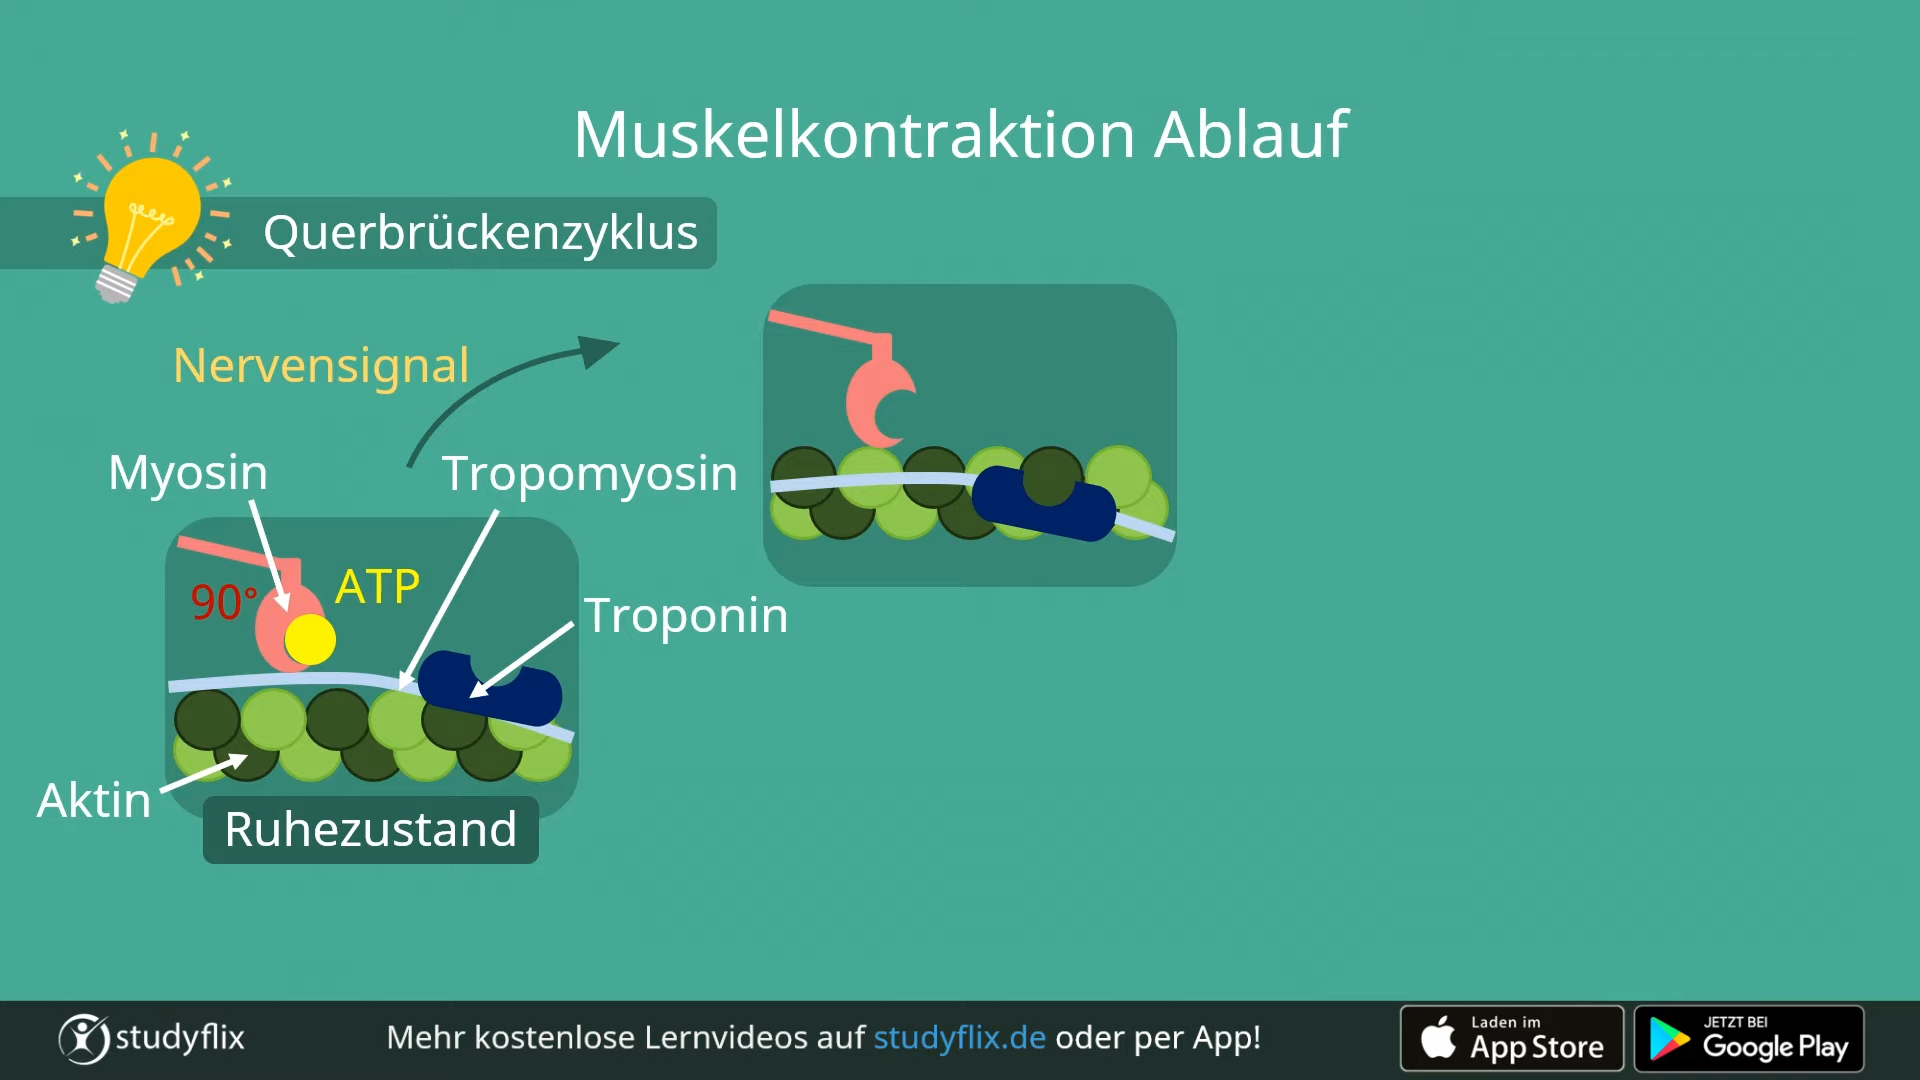 Muskelkontraktion Ablauf
Querbrückenzyklus
Nervensignal
Myosin
Tropomyosin
90°
ATP
Troponin
Aktin
Ruhezustand
studyflix
Mehr kostenlose Lernvideos auf studyflix.de oder per App!
Laden im
App Store
JETZT BEI
Google Play